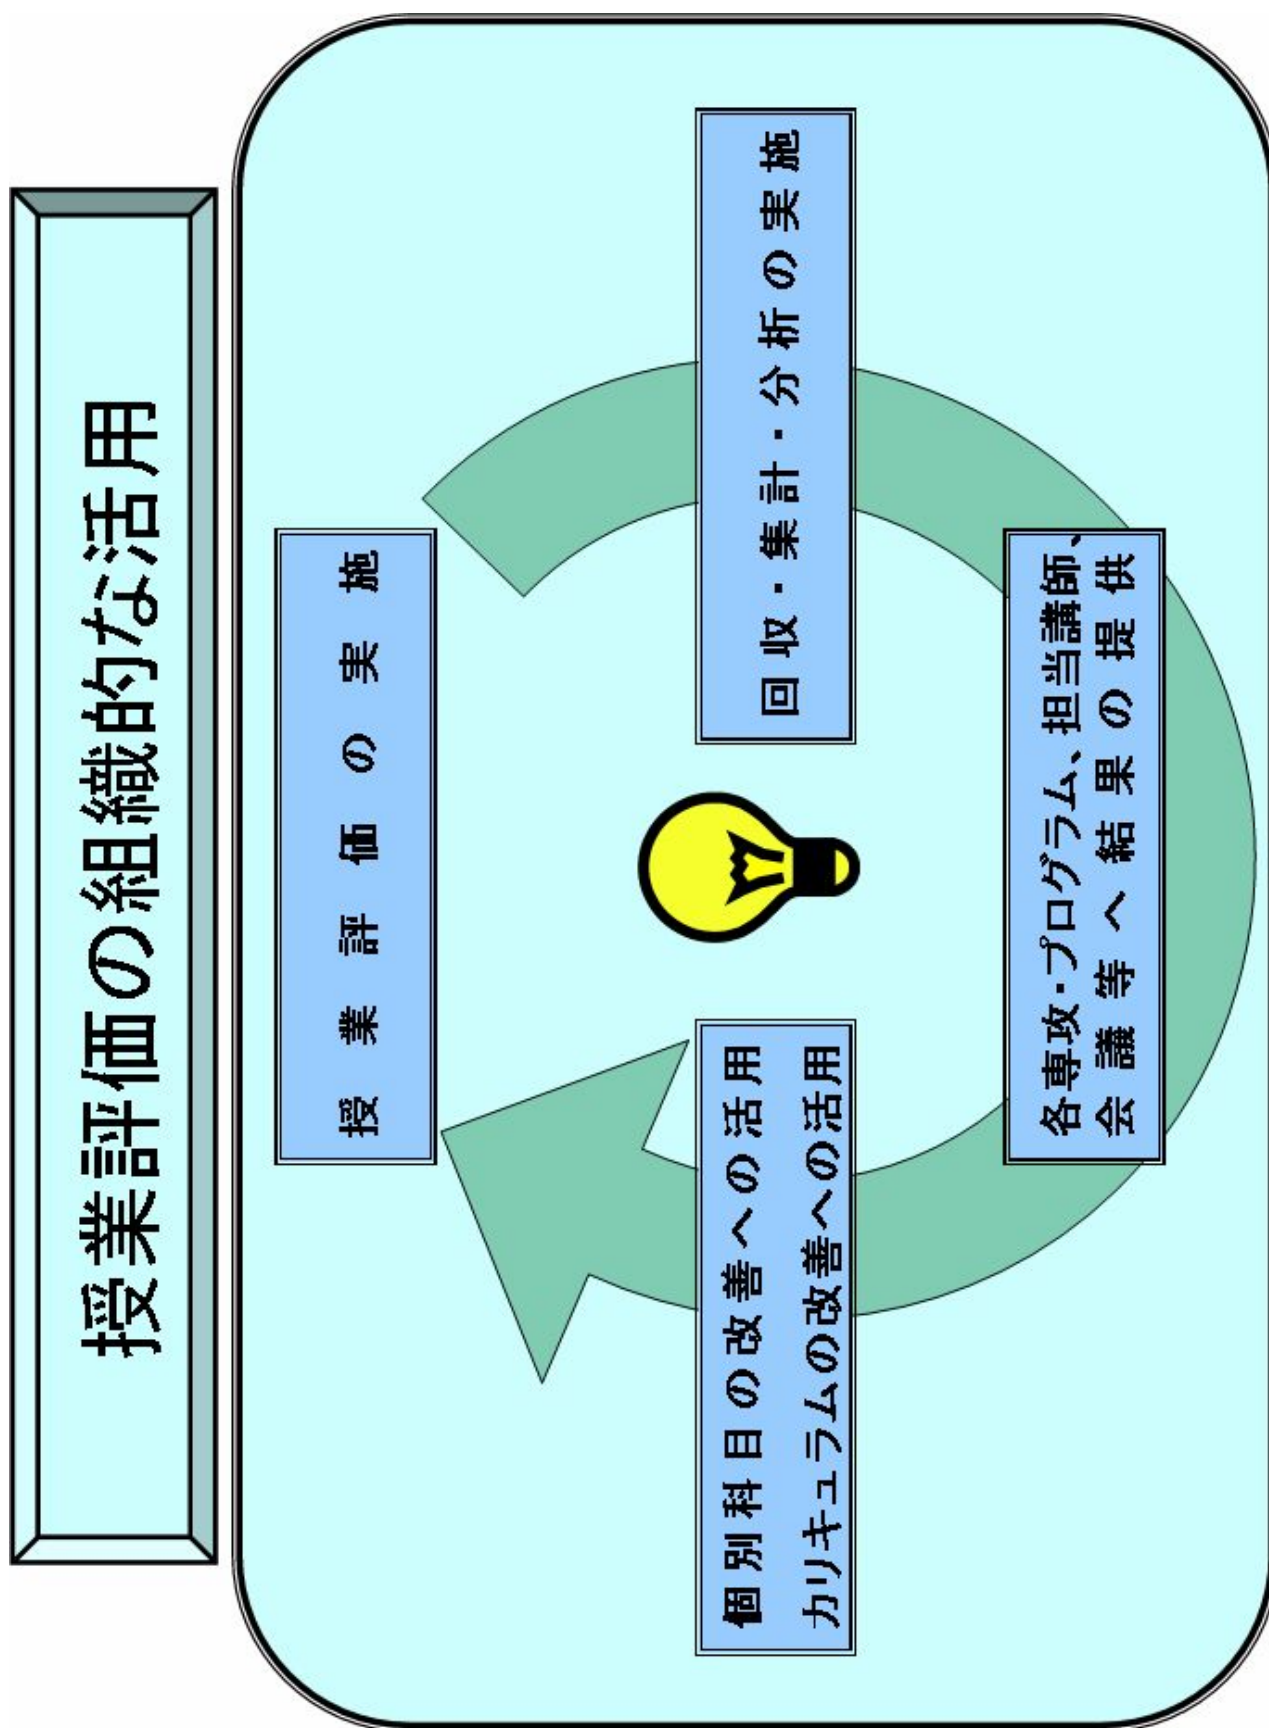 授業評価の組織的な活用
授業評価の実施
回収・集計・分析の実施
各専攻・プログラム、担当講師、
会議等へ結果の提供
個別科目の改善への活用
カリキュラムの改善への活用